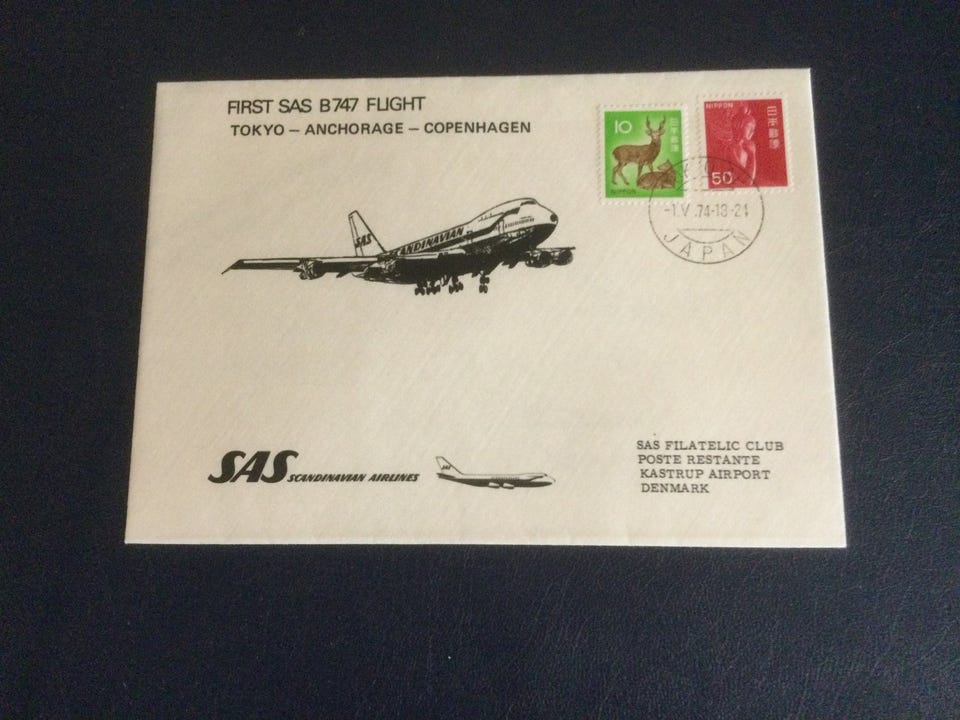 FIRST SAS B747 FLIGHT
TOKYO – ANCHORAGE – COPENHAGEN
10
日本郵便
NIPPON
NIPPON
日本郵便
50
-1.V.74-18-24
JAPAN
SAS
SCANDINAVIAN
SAS SCANDINAVIAN AIRLINES
SAS
SAS FILATELIC CLUB
POSTE RESTANTE
KASTRUP AIRPORT
DENMARK